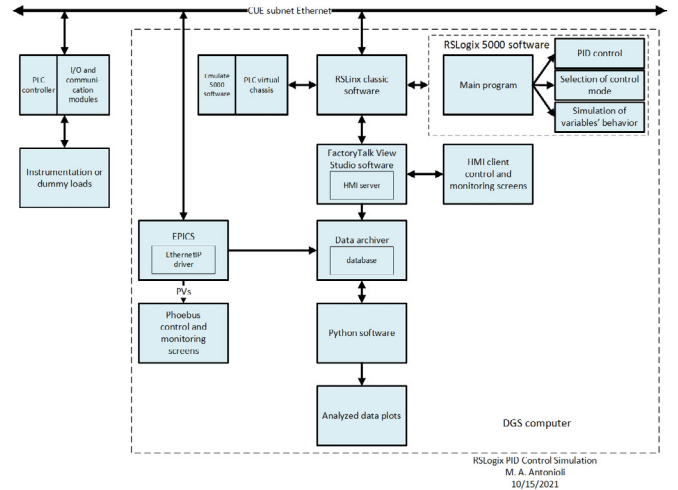 CUE subnet Ethernet
PLC
controller
I/O and
communi-
cation
modules
Instrumentation or
dummy loads
Emulate
5000
software
PLC virtual
chassis
RSLinx classic
software
RSLogix 5000 software
Main program
PID control
Selection of control
mode
Simulation of
variables' behavior
FactoryTalk View
Studio software
HMI server
HMI client
control and
monitoring screens
EPICS
EthernetIP
driver
Data archiver
database
PVs
Phoebus
control and
monitoring
screens
Python software
Analyzed data plots
DGS computer
RSLogix PID Control Simulation
M. A. Antonioli
10/15/2021